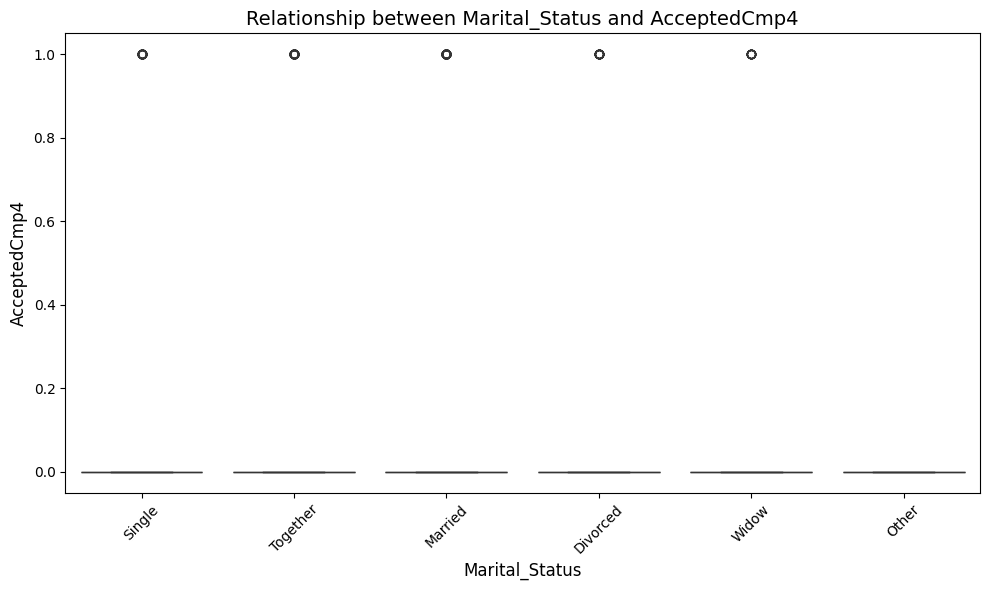 Relationship between Marital_Status and AcceptedCmp4
AcceptedCmp4
1.0
0.8
0.6
0.4
0.2
0.0
Single
Together
Married
Divorced
Widow
Other
Marital_Status